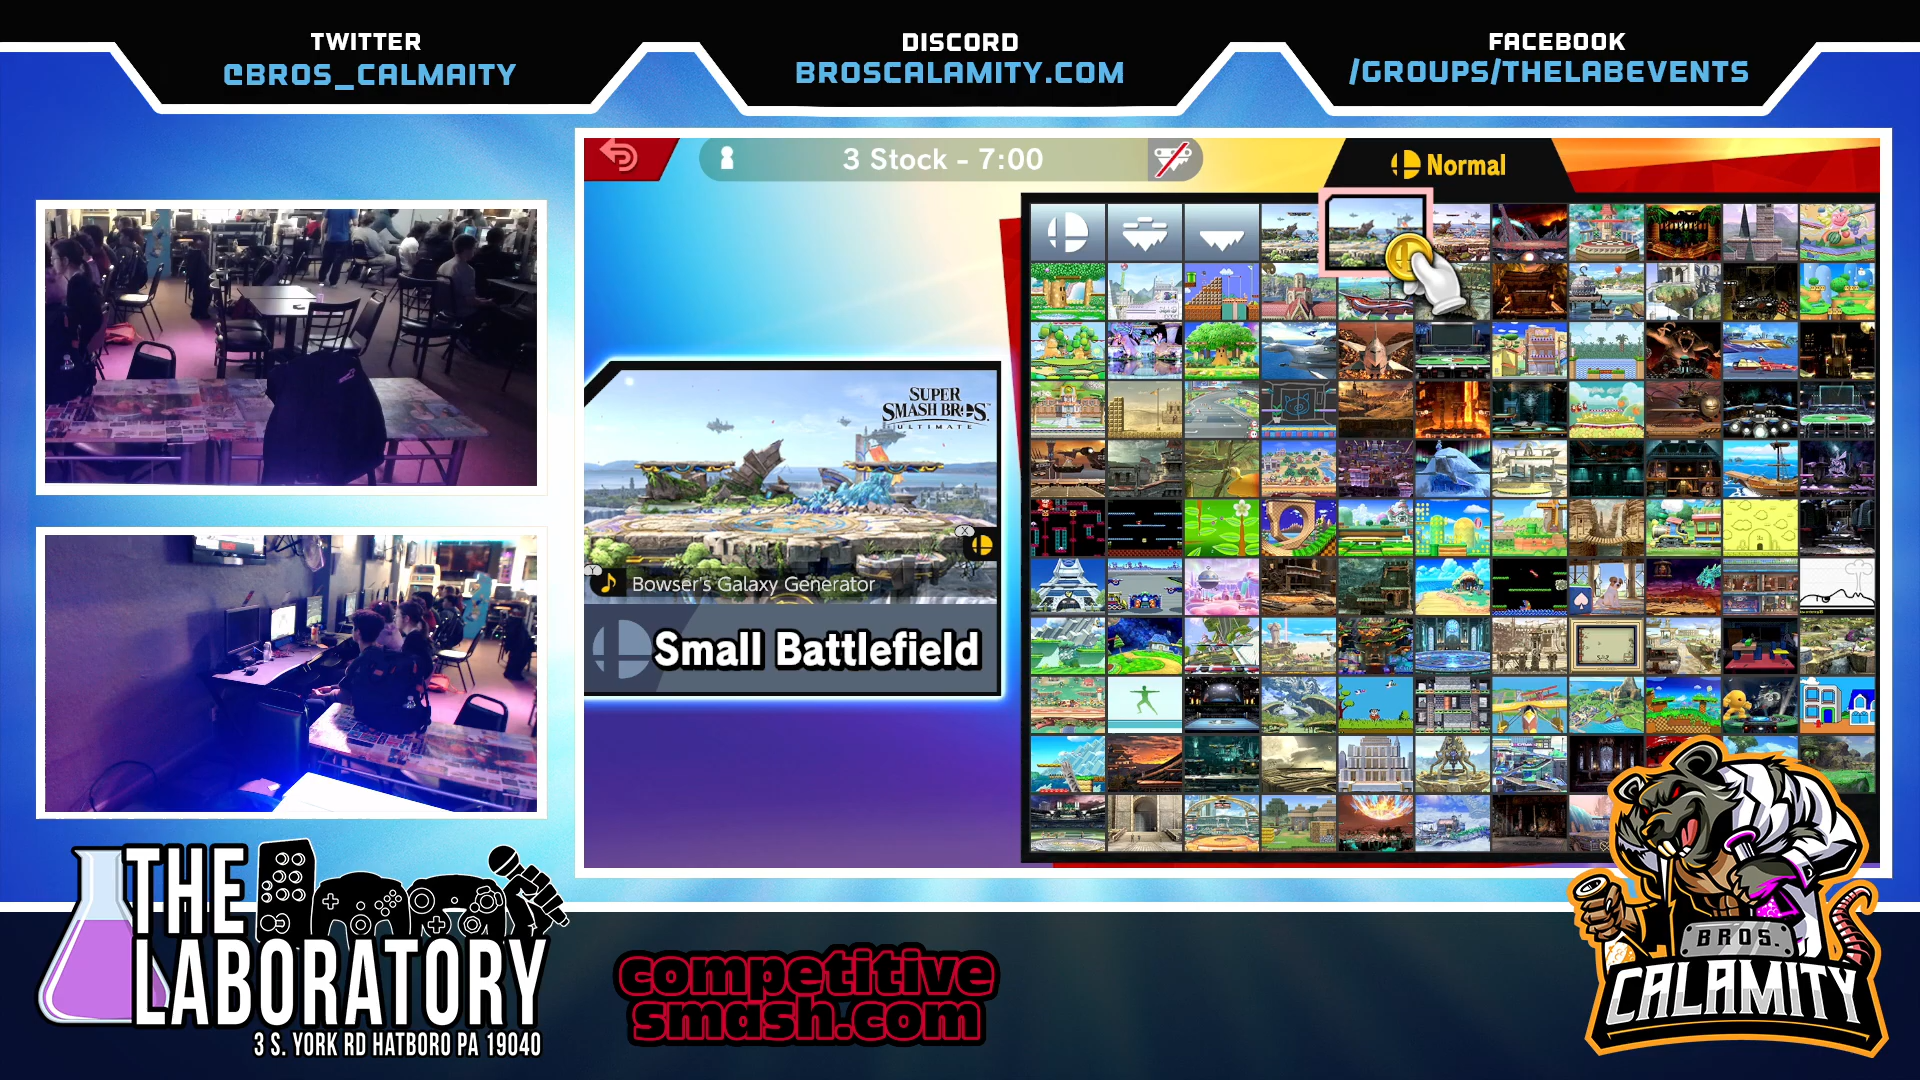 TWITTER
@BROS_CALMAITY
DISCORD
BROSCALAMITY.COM
FACEBOOK
/GROUPS/THELABEVENTS
3 Stock - 7:00
Normal
SUPER
SMASH BROS.
ULTIMATE
X
Y
Bowser's Galaxy Generator
Small Battlefield
THE
LABORATORY
3 S. YORK RD HATBORO PA 19040
competitive
smash.com
BROS.
CALAMITY